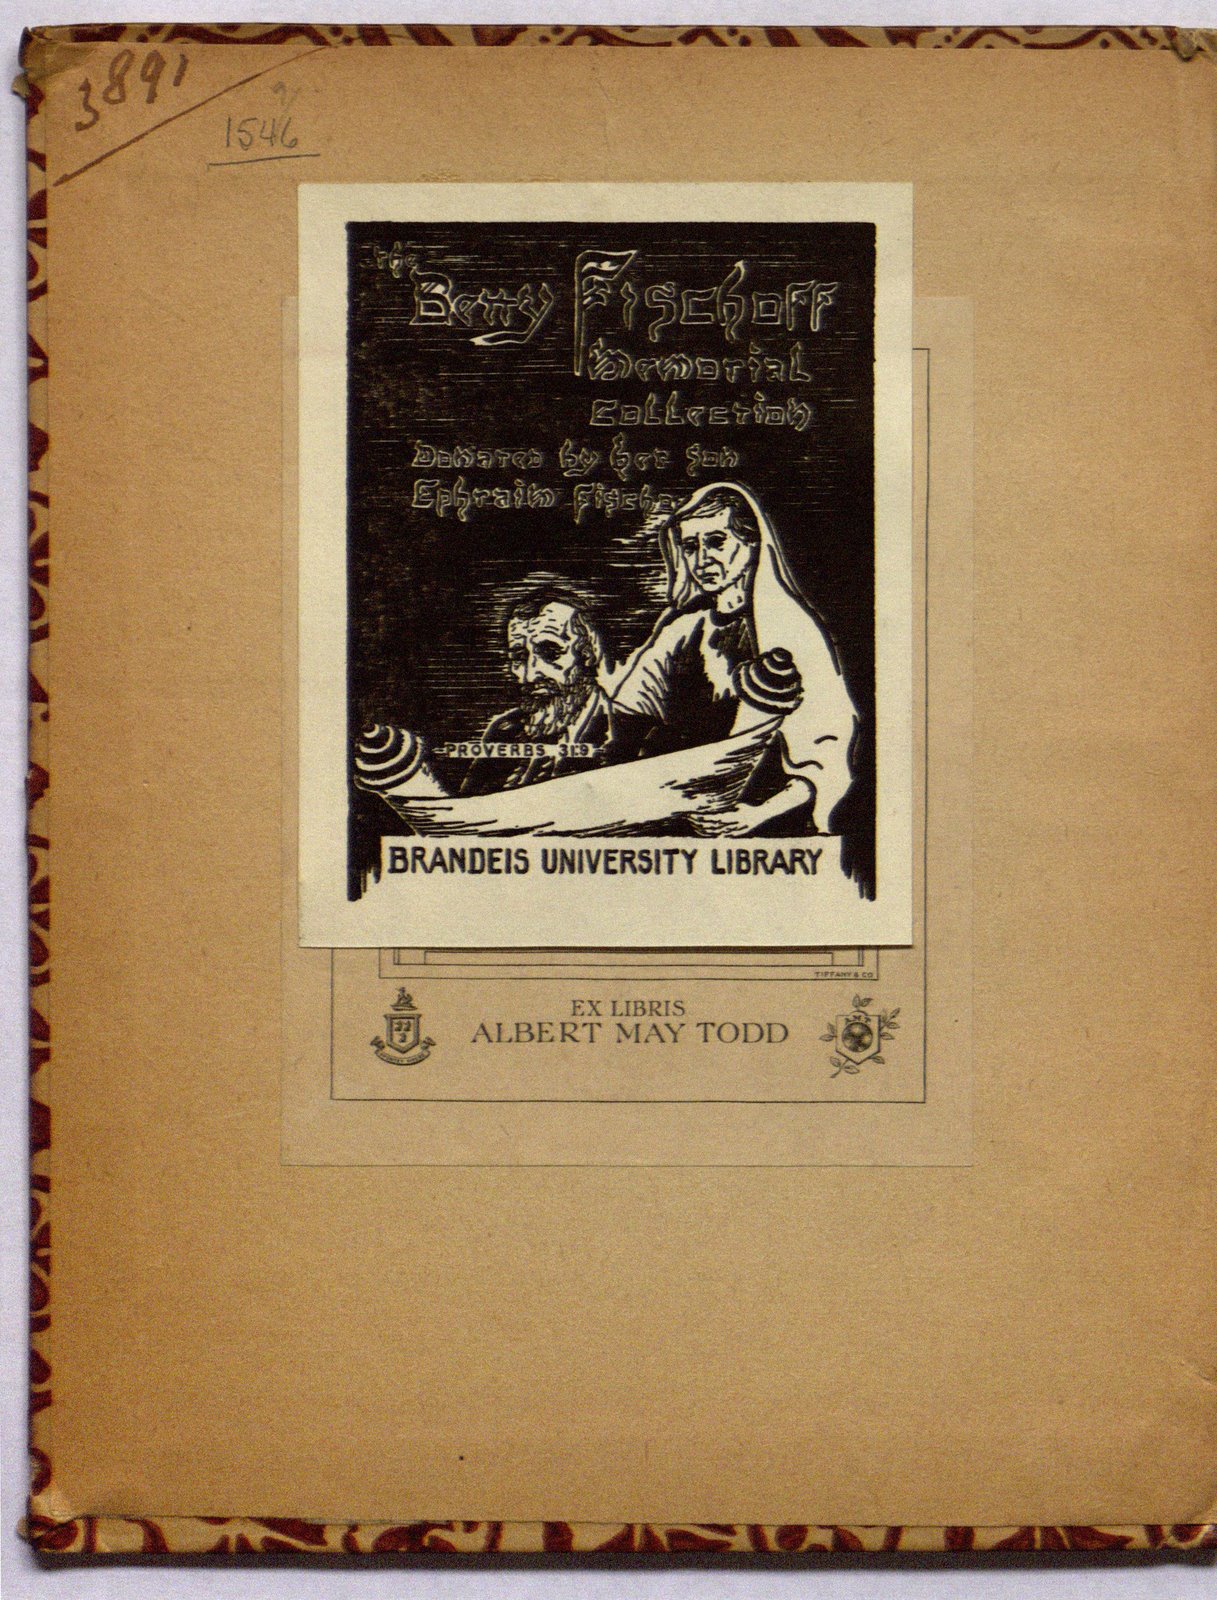 3891
1546
the
Betty Fischoff
Memorial
Collection
Donated by her son
Ephraim Fischo
PROVERBS 31:9
BRANDEIS UNIVERSITY LIBRARY
TIFFANY & CO
EX LIBRIS
ALBERT MAY TODD